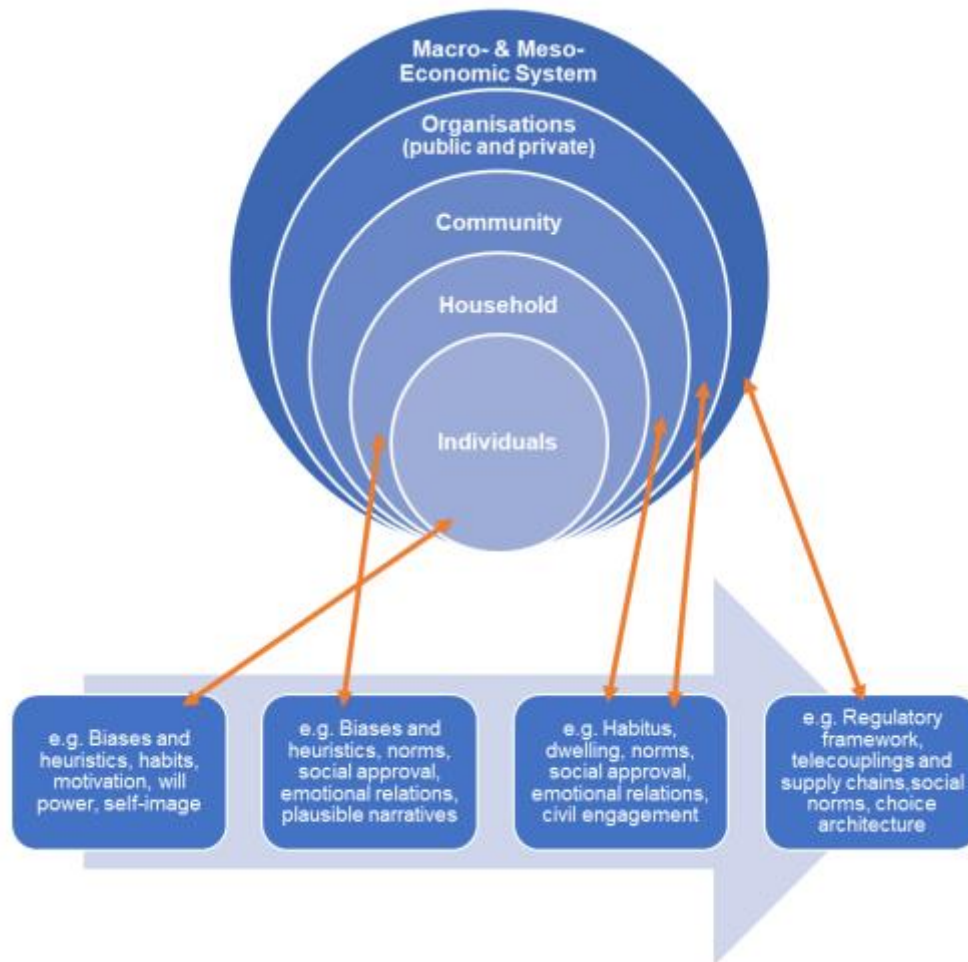 Macro- & Meso-
Economic System
Organisations
(public and private)
Community
Household
Individuals
e.g. Biases and
heuristics, habits,
motivation, will
power, self-image
e.g. Biases and
heuristics, norms,
social approval,
emotional relations,
plausible narratives
e.g. Habitus,
dwelling, norms,
social approval,
emotional relations,
civil engagement
e.g. Regulatory
framework,
telecouplings and
supply chains,social
norms, choice
architecture